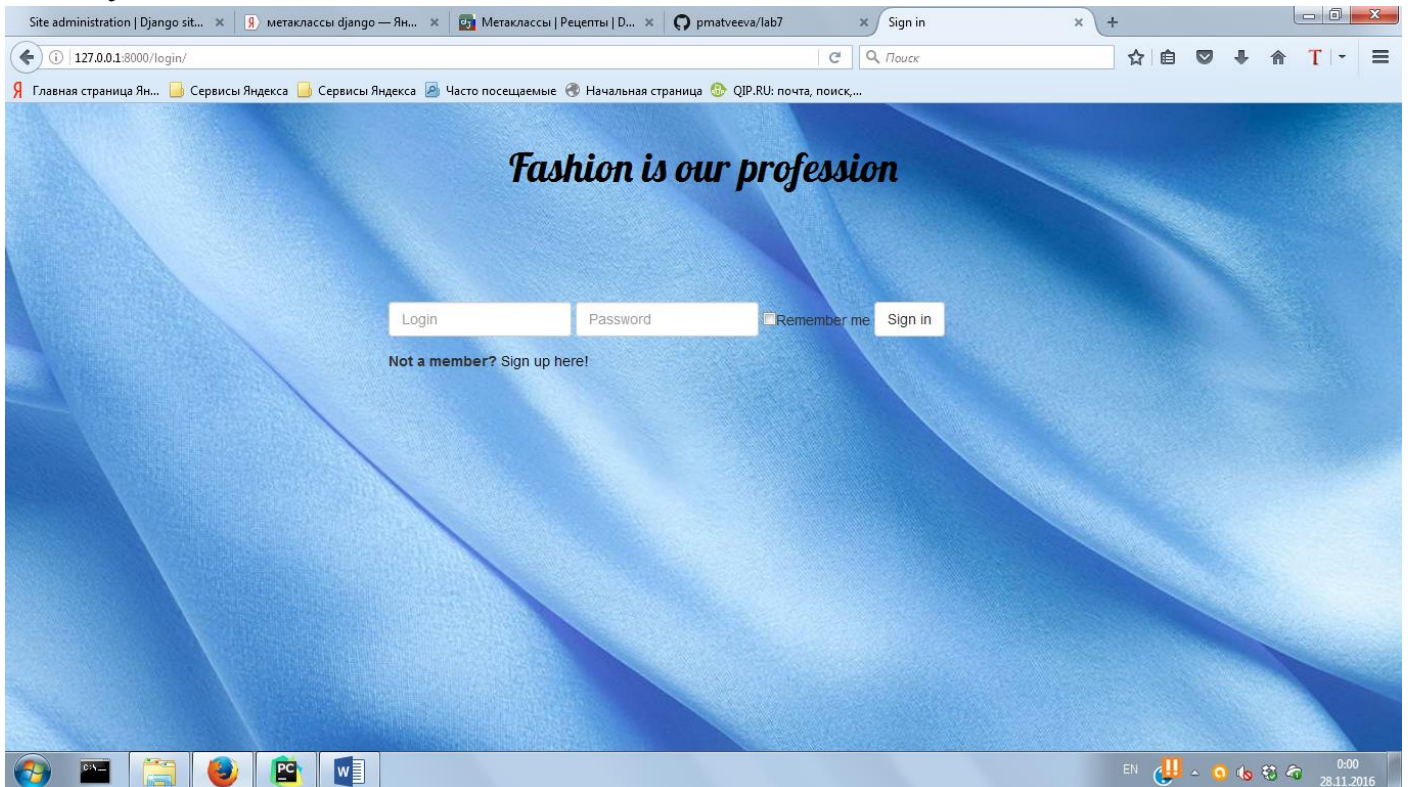 Site administration | Django sit...
метаклассы django — Ян...
Метаклассы | Рецепты | D...
pmatveeva/lab7
Sign in
127.0.0.1:8000/login/
Поиск
Главная страница Ян...
Сервисы Яндекса
Сервисы Яндекса
Часто посещаемые
Начальная страница
QIP.RU: почта, поиск,...
Fashion is our profession
Login
Password
Remember me
Sign in
Not a member? Sign up here!
EN
0:00
28.11.2016